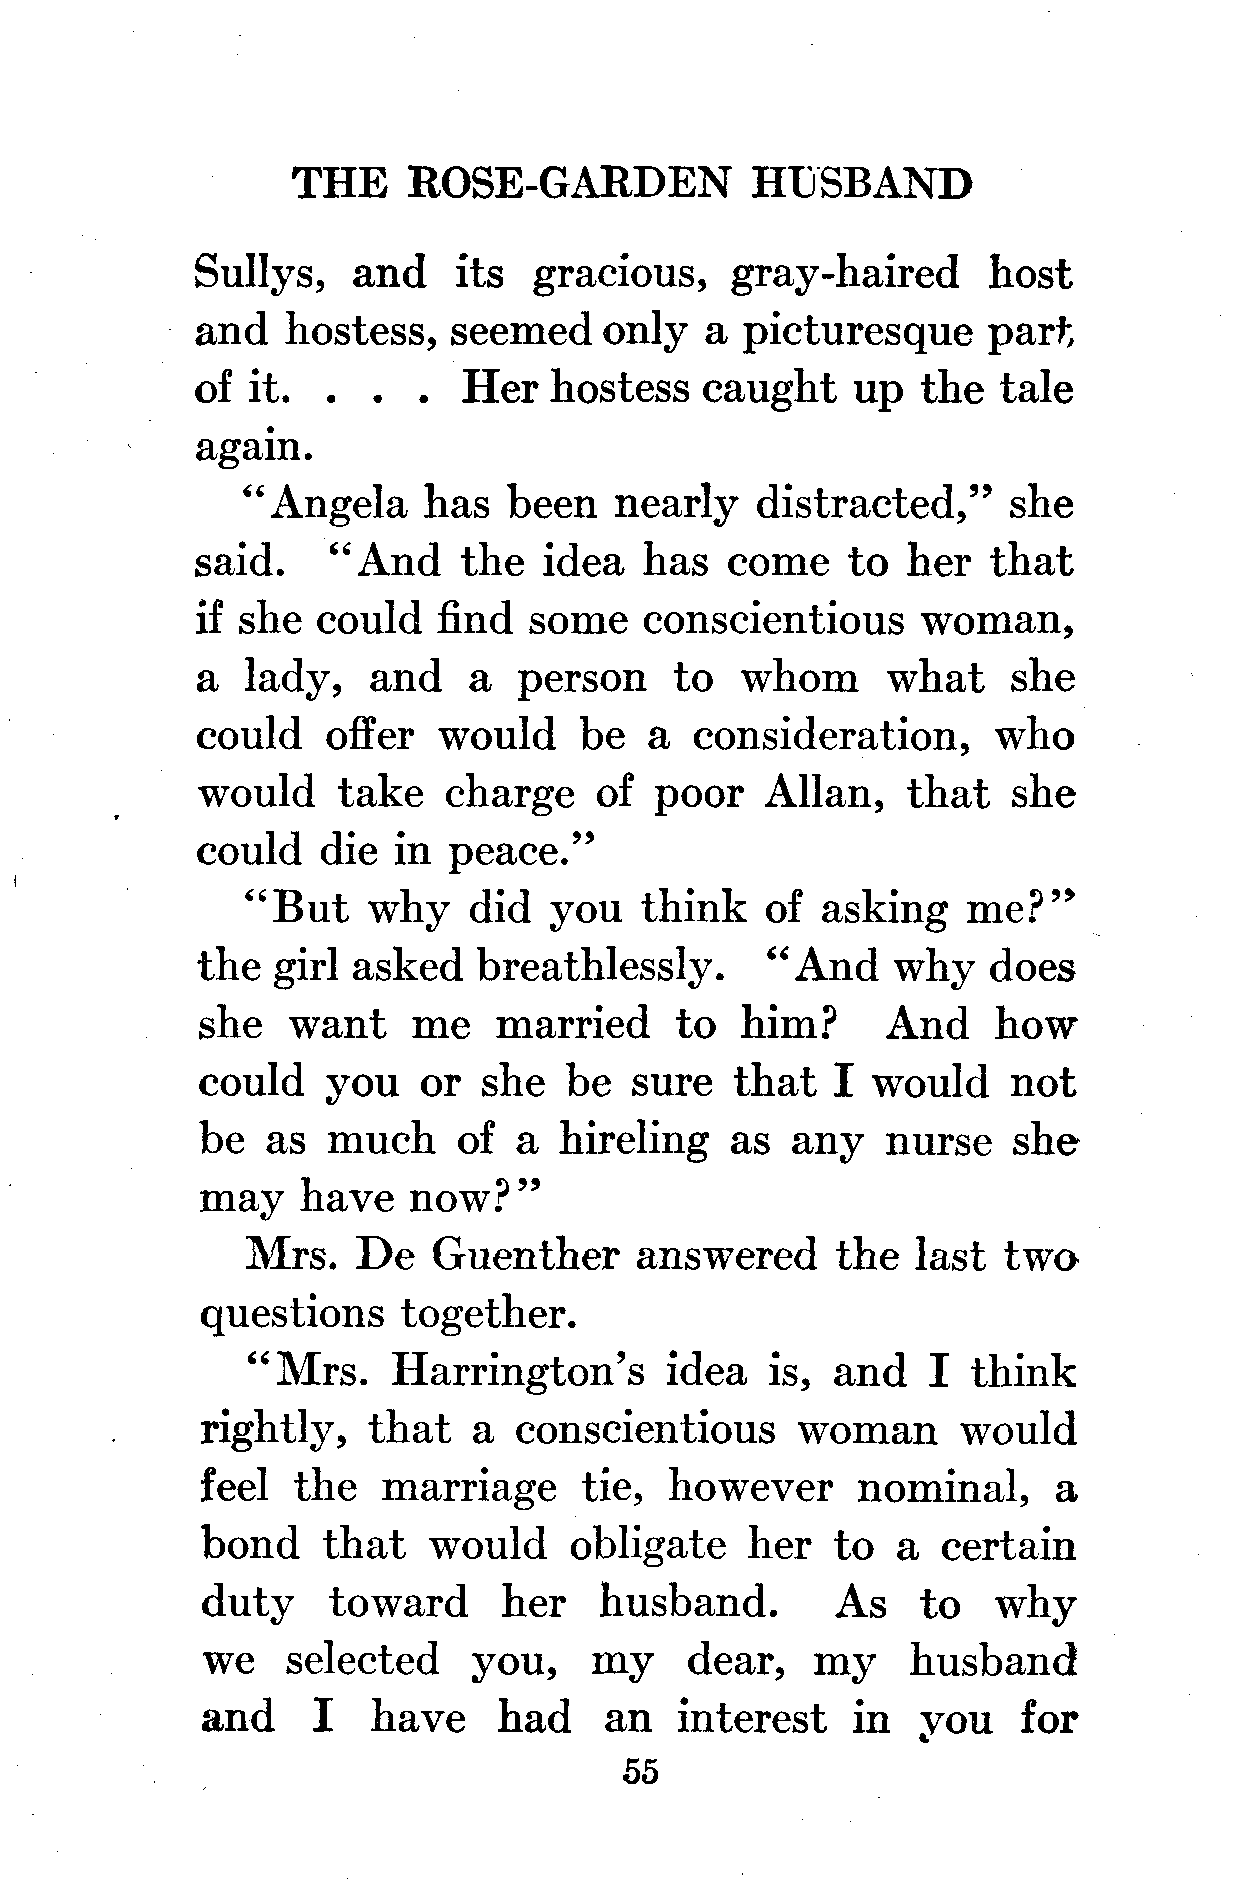 THE ROSE-GARDEN HUSBAND
Sullys, and its gracious, gray-haired host
and hostess, seemed only a picturesque part
of it. . . . Her hostess caught up the tale
again.
"Angela has been nearly distracted," she
said. "And the idea has come to her that
if she could find some conscientious woman,
a lady, and a person to whom what she
could offer would be a consideration, who
would take charge of poor Allan, that she
could die in peace."
"But why did you think of asking me?"
the girl asked breathlessly. "And why does
she want me married to him? And how
could you or she be sure that I would not
be as much of a hireling as any nurse she
may have now?"
Mrs. De Guenther answered the last two
questions together.
"Mrs. Harrington's idea is, and I think
rightly, that a conscientious woman would
feel the marriage tie, however nominal, a
bond that would obligate her to a certain
duty toward her husband. As to why
we selected you, my dear, my husband
and I have had an interest in you for
55